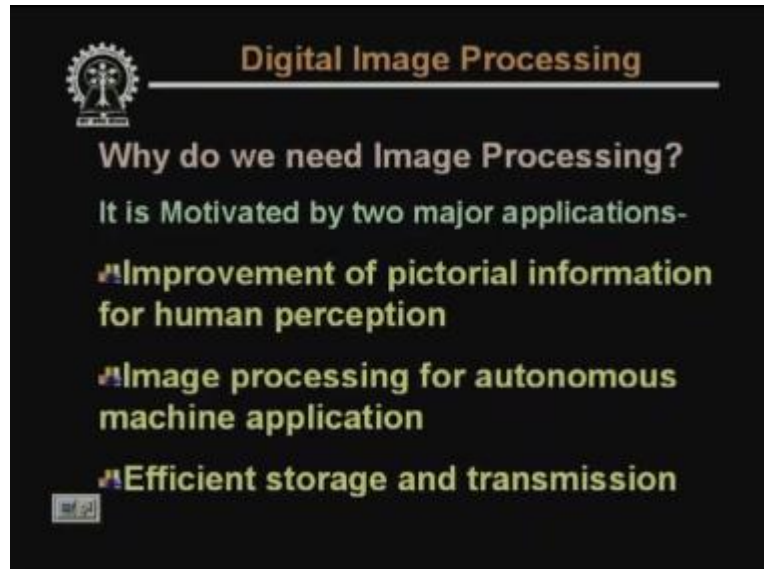 Digital Image Processing
Why do we need Image Processing?
It is Motivated by two major applications-
Improvement of pictorial information
for human perception
Image processing for autonomous
machine application
Efficient storage and transmission